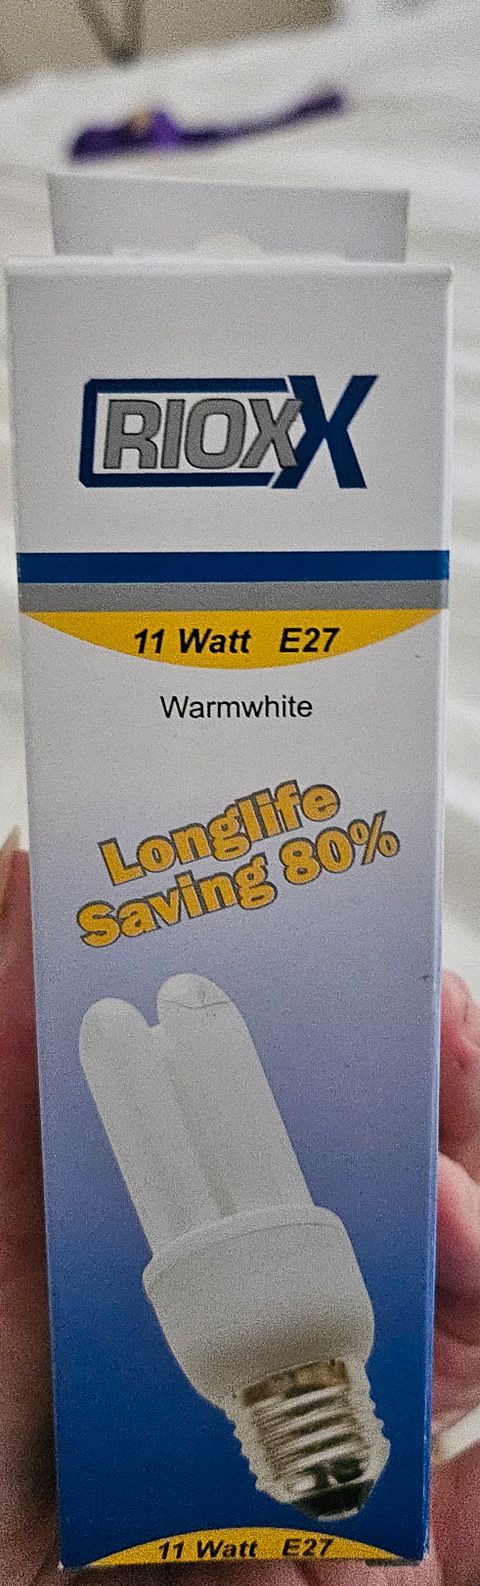 RIOXX
11 Watt E27
Warmwhite
Longlife
Saving 80%
11 Watt E27